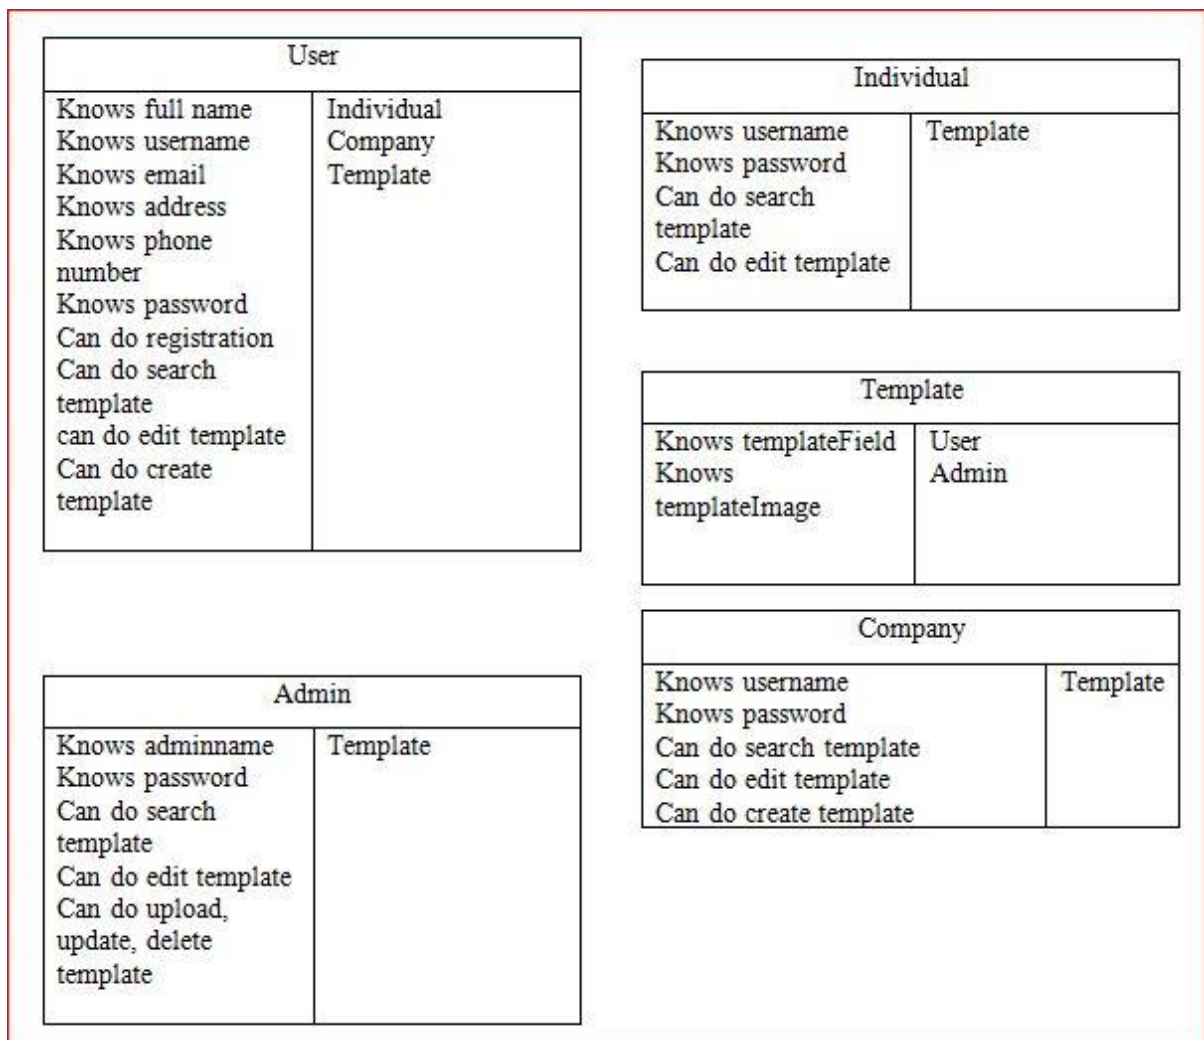 User
Knows full name
Knows username
Knows email
Knows address
Knows phone
number
Knows password
Can do registration
Can do search
template
can do edit template
Can do create
template
Individual
Company
Template
Individual
Knows username
Knows password
Can do search
template
Can do edit template
Template
Template
Knows templateField
Knows
templateImage
User
Admin
Company
Knows username
Knows password
Can do search template
Can do edit template
Can do create template
Template
Admin
Knows adminname
Knows password
Can do search
template
Can do edit template
Can do upload,
update, delete
template
Template